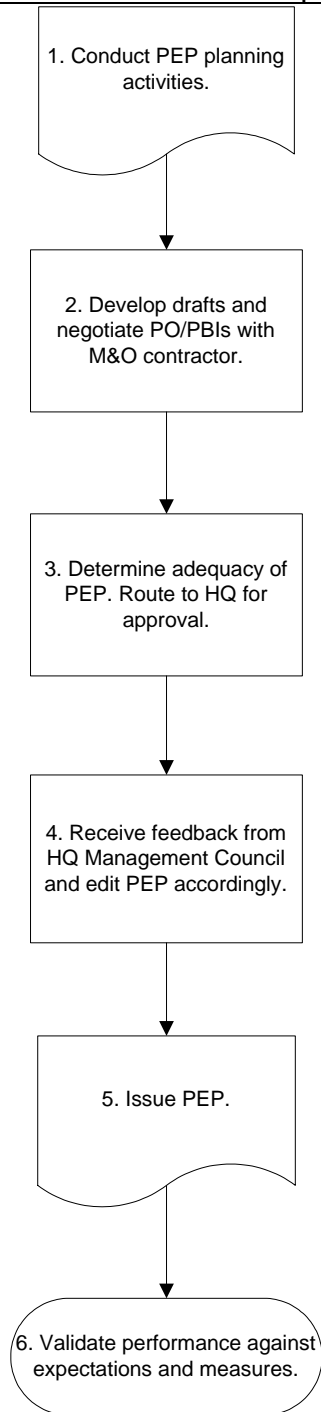 1. Conduct PEP planning
activities.
2. Develop drafts and
negotiate PO/PBIs with
M&O contractor.
3. Determine adequacy of
PEP. Route to HQ for
approval.
4. Receive feedback from
HQ Management Council
and edit PEP accordingly.
5. Issue PEP.
6. Validate performance against
expectations and measures.